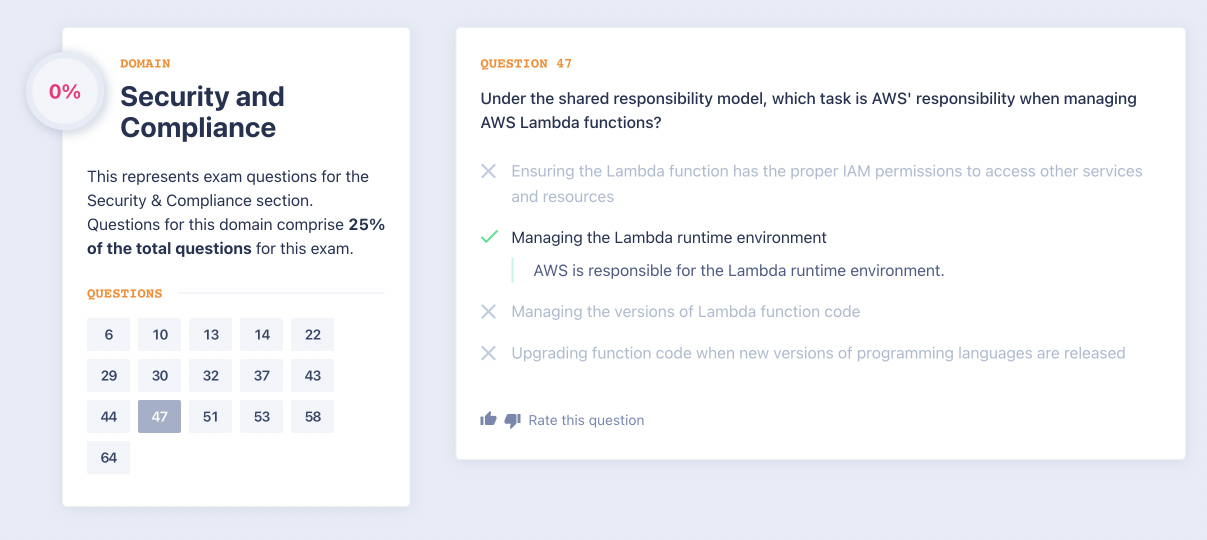 0%
DOMAIN
Security and
Compliance
This represents exam questions for the
Security & Compliance section.
Questions for this domain comprise 25%
of the total questions for this exam.
QUESTIONS
6 10 13 14 22
29 30 32 37 43
44 47 51 53 58
64
QUESTION 47
Under the shared responsibility model, which task is AWS' responsibility when managing
AWS Lambda functions?
Ensuring the Lambda function has the proper IAM permissions to access other services
and resources
Managing the Lambda runtime environment
AWS is responsible for the Lambda runtime environment.
Managing the versions of Lambda function code
Upgrading function code when new versions of programming languages are released
Rate this question